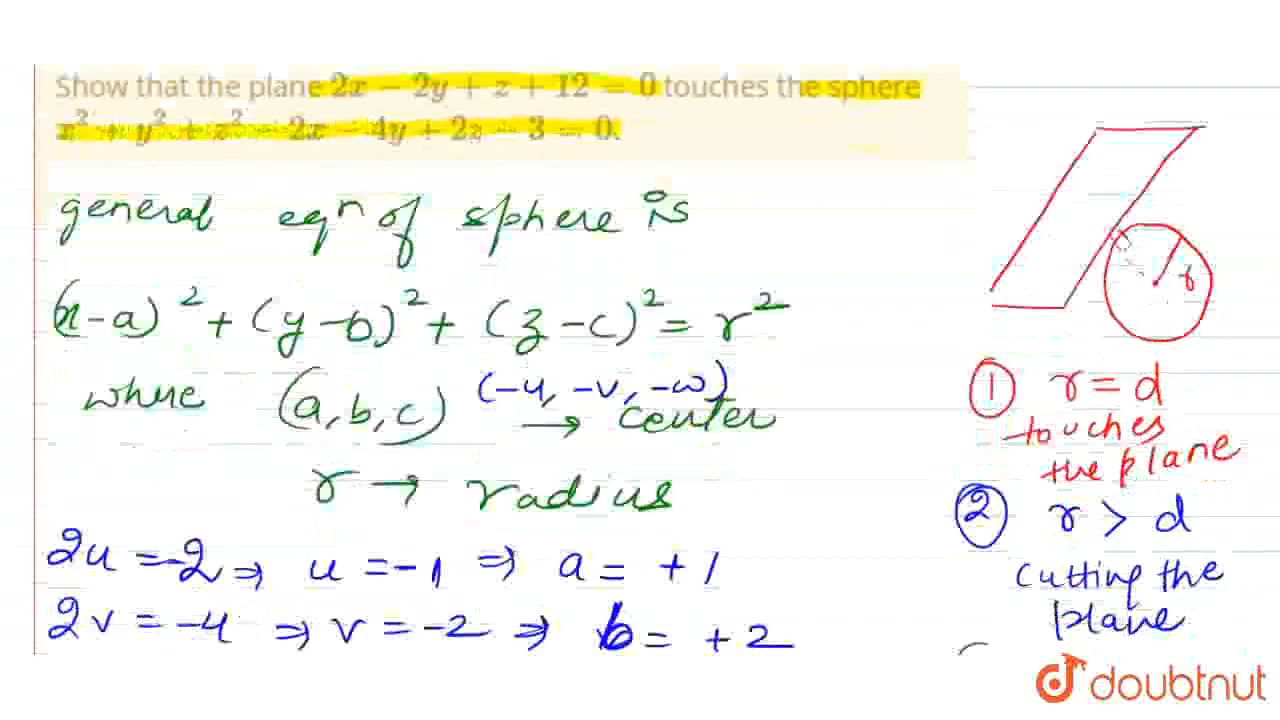 Show that the plane 2x − 2y + z + 12 = 0 touches the sphere
x² + y² + z² − 2x − 4y + 2z − 3 = 0.
general eqⁿ of sphere is
(x-a)² + (y-b)² + (z-c)² = r²
where (a,b,c) (-u, -v, -w) → center
r → radius
2u = -2 ⇒ u = -1 ⇒ a = +1
2v = -4 ⇒ v = -2 ⇒ b = +2
r
① r = d
touches
the plane
② r > d
cutting the
plane
doubtnut